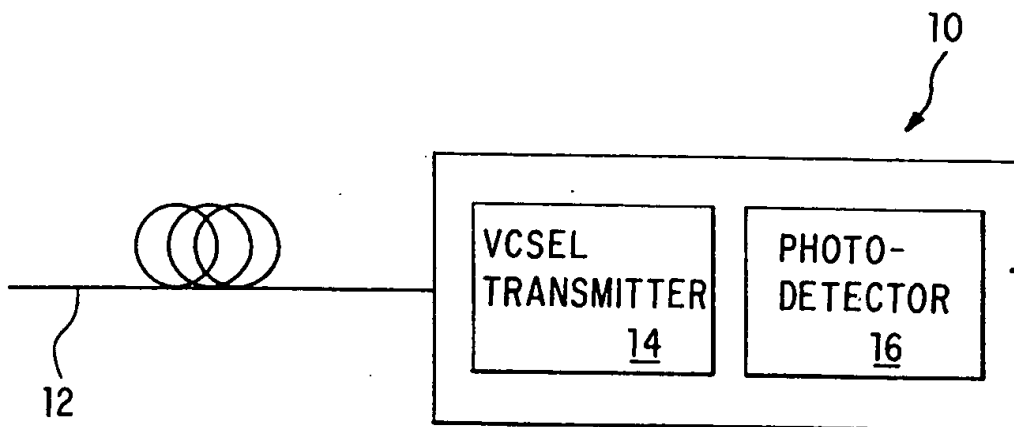 10
VCSEL
TRANSMITTER
14
PHOTO-
DETECTOR
16
12